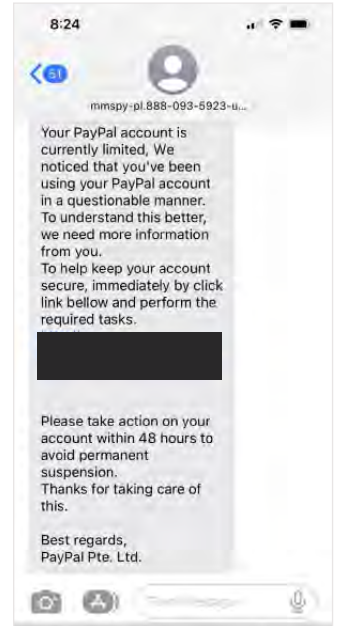 8:24
51
mmspy-pl.888-093-5923-u...
Your PayPal account is
currently limited, We
noticed that you've been
using your PayPal account
in a questionable manner.
To understand this better,
we need more information
from you.
To help keep your account
secure, immediately by click
link bellow and perform the
required tasks.
Please take action on your
account within 48 hours to
avoid permanent
suspension.
Thanks for taking care of
this.
Best regards,
PayPal Pte. Ltd.